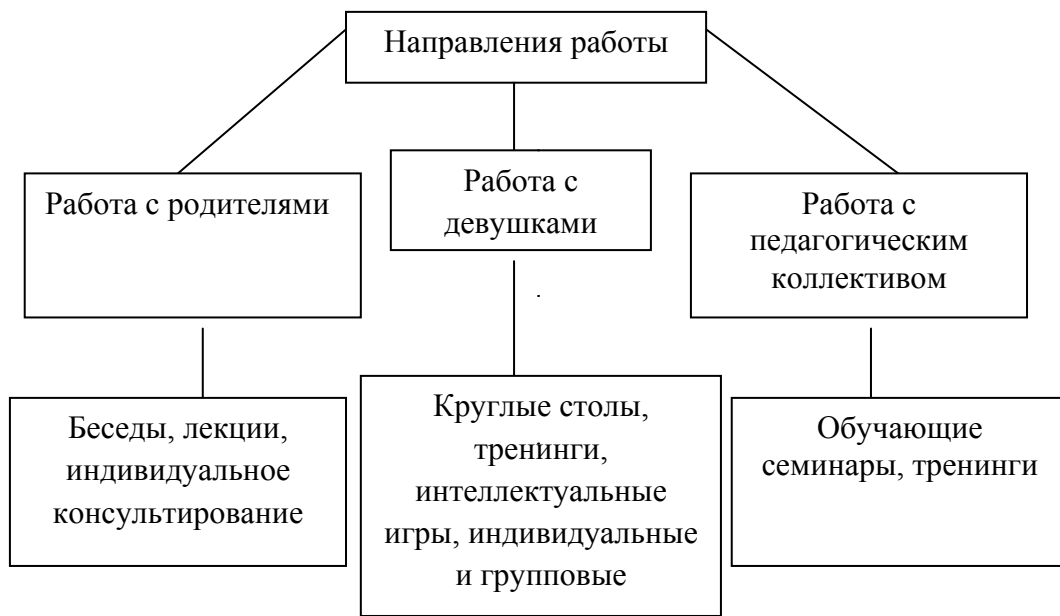 Направления работы
Работа с родителями
Работа с
девушками
Работа с
педагогическим
коллективом
Беседы, лекции,
индивидуальное
консультирование
Круглые столы,
тренинги,
интеллектуальные
игры, индивидуальные
и групповые
Обучающие
семинары, тренинги